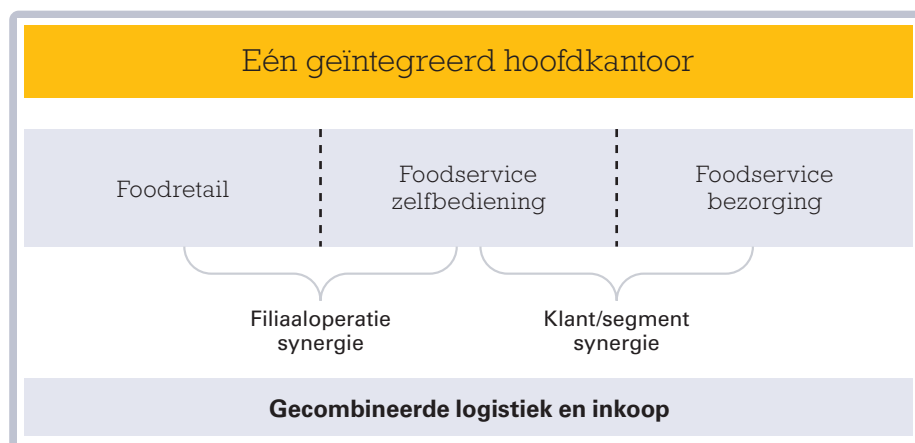 Eén geïntegreerd hoofdkantoor
Foodretail
Foodservice
zelfbediening
Foodservice
bezorging
Filiaaloperatie
synergie
Klant/segment
synergie
Gecombineerde logistiek en inkoop